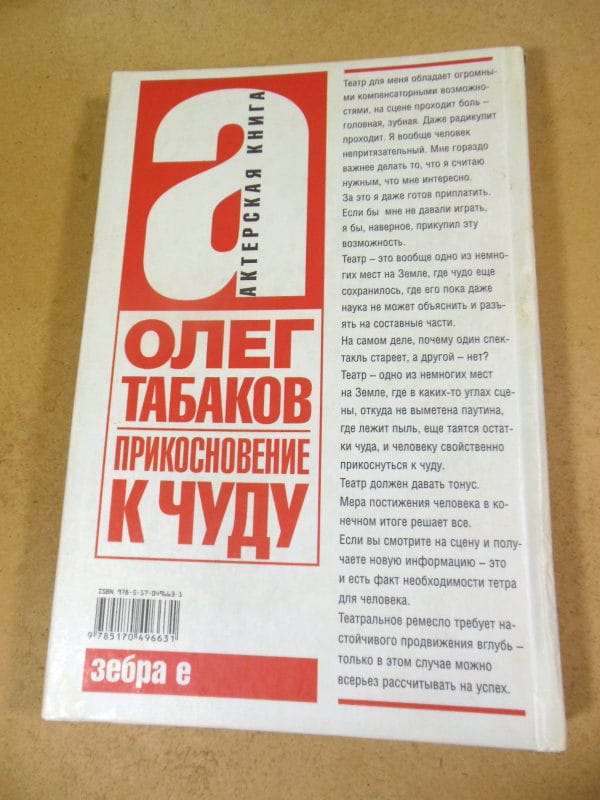 а
АКТЕРСКАЯ КНИГА
ОЛЕГ
ТАБАКОВ
ПРИКОСНОВЕНИЕ
К ЧУДУ
ISBN 978-5-17-049663-1
9 785170 496631
зебра е
Театр для меня обладает огромны-
ми компенсаторными возможно-
стями, на сцене проходит боль –
головная, зубная. Даже радикулит
проходит. Я вообще человек
непритязательный. Мне гораздо
важнее делать то, что я считаю
нужным, что мне интересно.
За это я даже готов приплатить.
Если бы мне не давали играть,
я бы, наверное, прикупил эту
возможность.
Театр – это вообще одно из немно-
гих мест на Земле, где чудо еще
сохранилось, где его пока даже
наука не может объяснить и разъ-
ять на составные части.
На самом деле, почему один спек-
такль стареет, а другой – нет?
Театр – одно из немногих мест
на Земле, где в каких-то углах сце-
ны, откуда не выметена паутина,
где лежит пыль, еще таятся остат-
ки чуда, и человеку свойственно
прикоснуться к чуду.
Театр должен давать тонус.
Мера постижения человека в ко-
нечном итоге решает все.
Если вы смотрите на сцену и полу-
чаете новую информацию – это
и есть факт необходимости тетра
для человека.
Театральное ремесло требует на-
стойчивого продвижения вглубь –
только в этом случае можно
всерьез рассчитывать на успех.